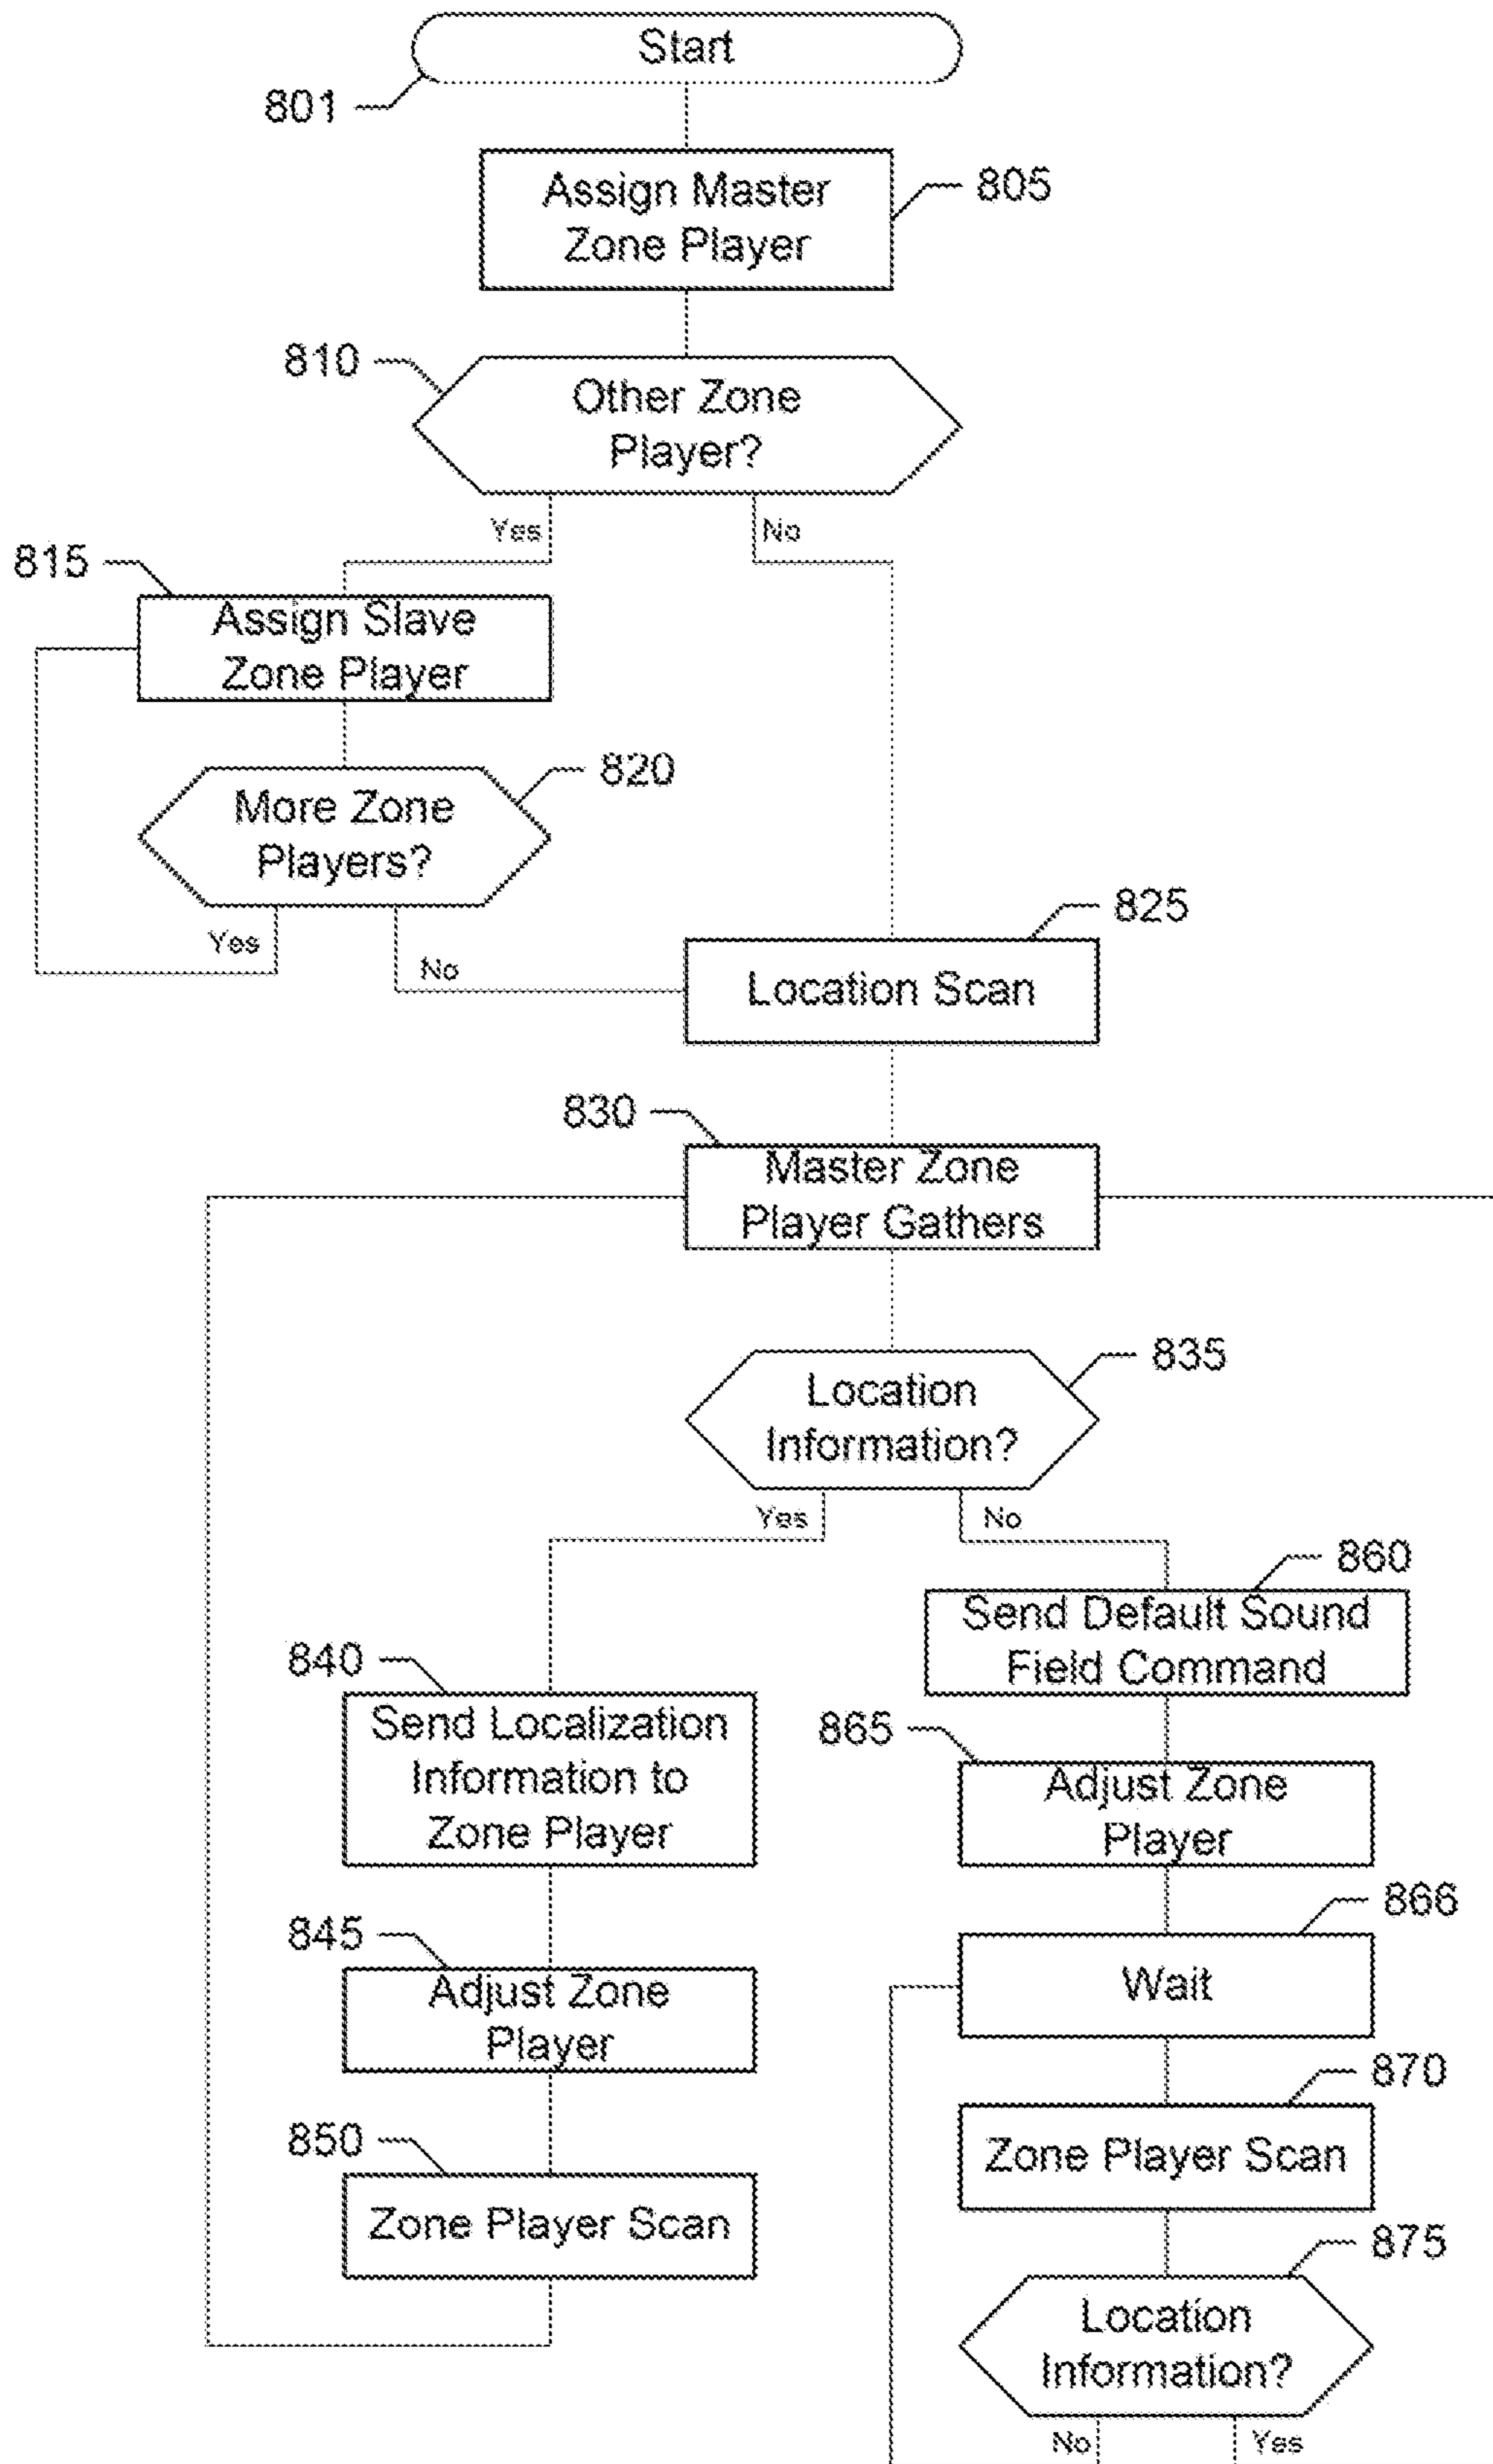 Start
801
Assign Master
Zone Player
805
810
Other Zone
Player?
Yes
No
815
Assign Slave
Zone Player
820
More Zone
Players?
Yes
No
825
Location Scan
830
Master Zone
Player Gathers
835
Location
Information?
Yes
No
860
Send Default Sound
Field Command
840
Send Localization
Information to
Zone Player
865
Adjust Zone
Player
866
Wait
845
Adjust Zone
Player
870
Zone Player Scan
850
Zone Player Scan
875
Location
Information?
No
Yes